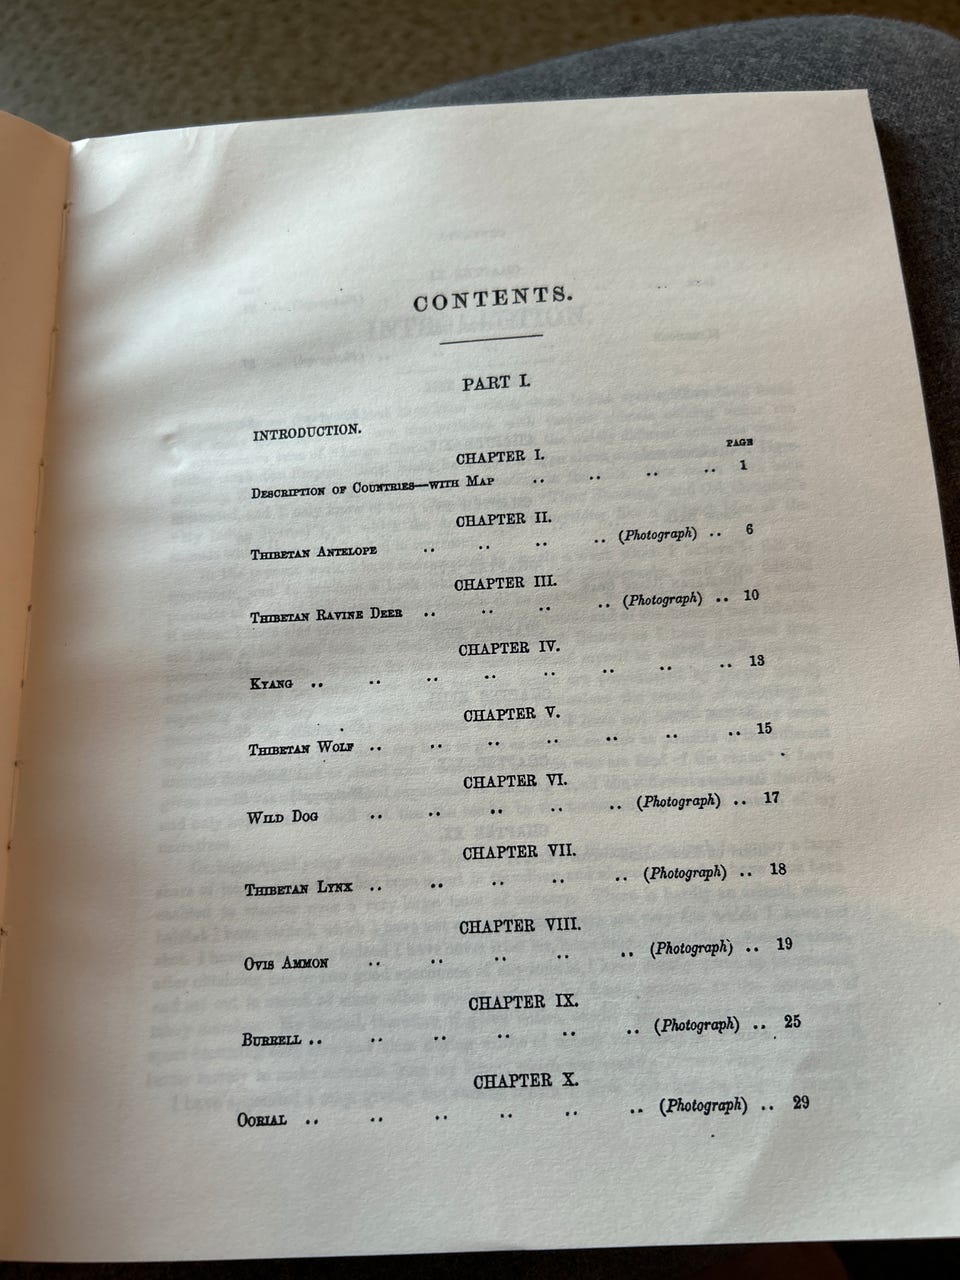 CONTENTS.
PART I.
INTRODUCTION.
PAGE
CHAPTER I.
DESCRIPTION OF COUNTRIES—WITH MAP .. .. .. .. 1
CHAPTER II.
THIBETAN ANTELOPE .. .. .. .. (Photograph) .. 6
CHAPTER III.
THIBETAN RAVINE DEER .. .. .. .. (Photograph) .. 10
CHAPTER IV.
KYANG .. .. .. .. .. .. .. 13
CHAPTER V.
THIBETAN WOLF .. .. .. .. .. .. .. 15
CHAPTER VI.
WILD DOG .. .. .. .. .. (Photograph) .. 17
CHAPTER VII.
THIBETAN LYNX .. .. .. .. .. (Photograph) .. 18
CHAPTER VIII.
OVIS AMMON .. .. .. .. .. (Photograph) .. 19
CHAPTER IX.
BURRELL .. .. .. .. .. .. (Photograph) .. 25
CHAPTER X.
OORIAL .. .. .. .. .. .. (Photograph) .. 29